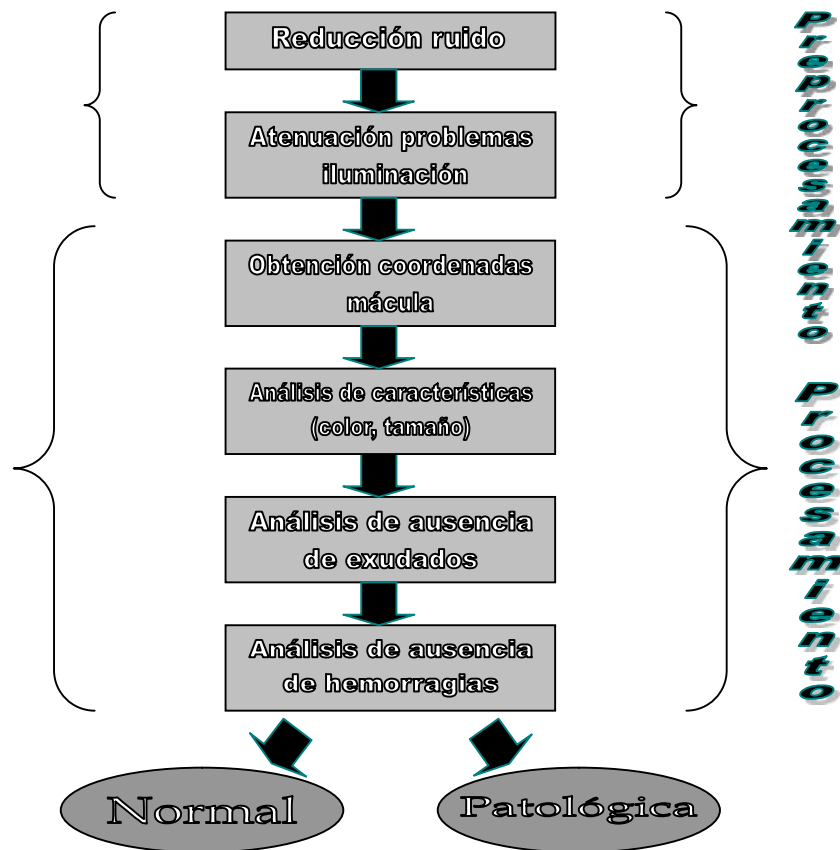 Reducción ruido
Atenuación problemas
iluminación
Obtención coordenadas
mácula
Análisis de características
(color, tamaño)
Análisis de ausencia
de exudados
Análisis de ausencia
de hemorragias
Normal
Patológica
Preprocesamiento
Procesamiento